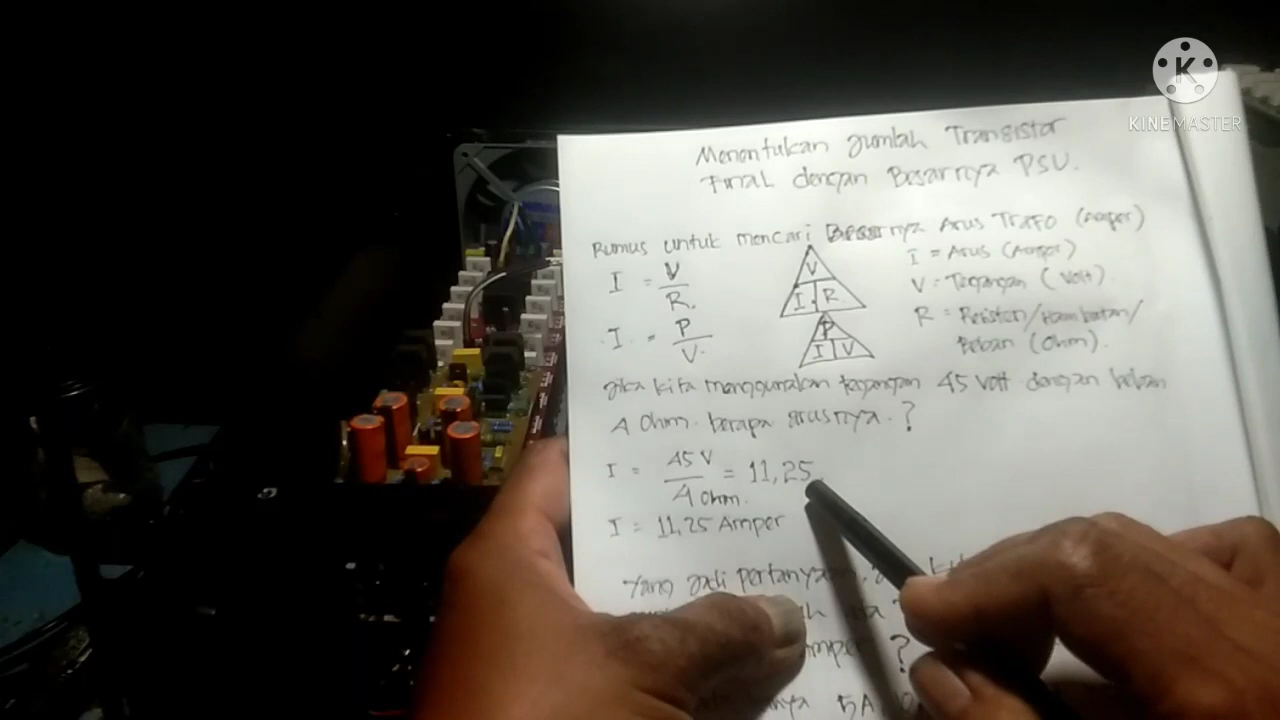 KINEMASTER
Menentukan Jumlah Transistor
Final dengan Besarnya PSU.
Rumus untuk mencari Besarnya Arus Trafo (Amper)
I = V / R.
V
I R
I = Arus (Amper)
V = Tegangan (Volt).
I = P / V.
P
I V
R = Resistor/Hambatan/
Beban (Ohm).
Jika kita menggunakan tegangan 45 Volt dengan beban
4 Ohm. berapa arusnya.?
I = 45 V / 4 Ohm. = 11,25
I = 11,25 Amper
Yang jadi pertanyaan,
?
5A